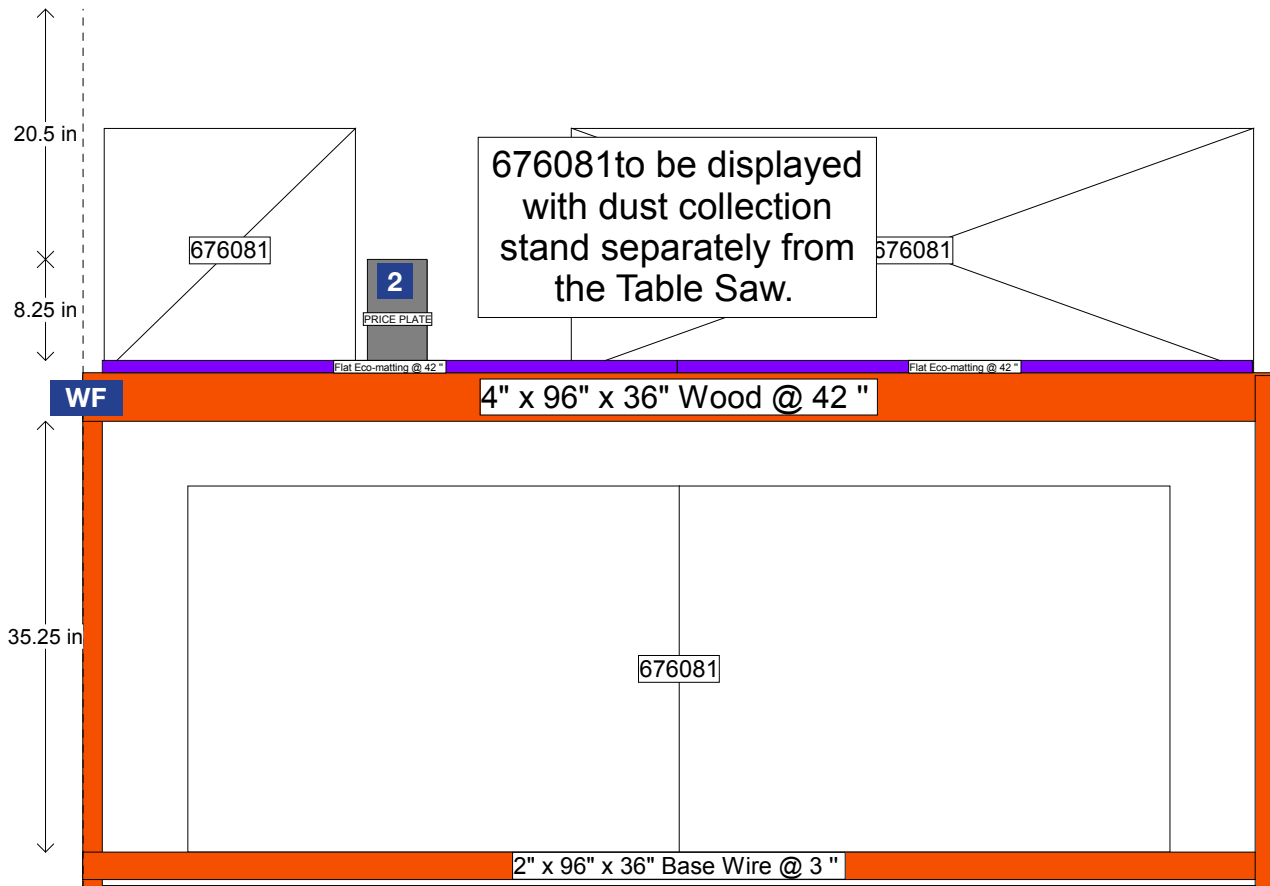 20.5 in
676081to be displayed
with dust collection
stand separately from
the Table Saw.
676081
676081
2
8.25 in
PRICE PLATE
Flat Eco-matting @ 42 "
Flat Eco-matting @ 42 "
WF
4" x 96" x 36" Wood @ 42 "
35.25 in
676081
2" x 96" x 36" Base Wire @ 3 "